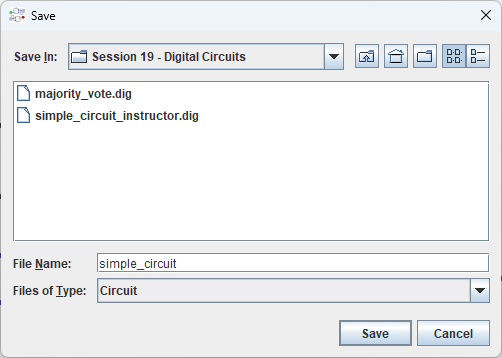 Save
Save In: Session 19 - Digital Circuits
majority_vote.dig
simple_circuit_instructor.dig
File Name: simple_circuit
Files of Type: Circuit
Save Cancel